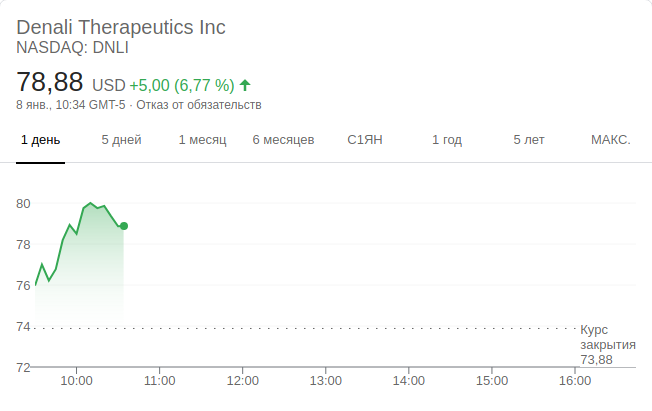 Denali Therapeutics Inc
NASDAQ: DNLI
78,88 USD +5,00 (6,77 %)
8 янв., 10:34 GMT-5 · Отказ от обязательств
1 день 5 дней 1 месяц 6 месяцев С1ЯН 1 год 5 лет МАКС.
80
78
76
74
Курс
закрытия
73,88
72
10:00 11:00 12:00 13:00 14:00 15:00 16:00